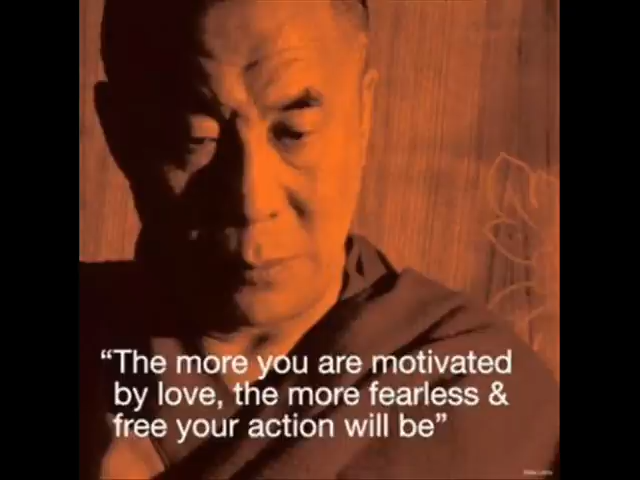 “The more you are motivated
by love, the more fearless &
free your action will be”